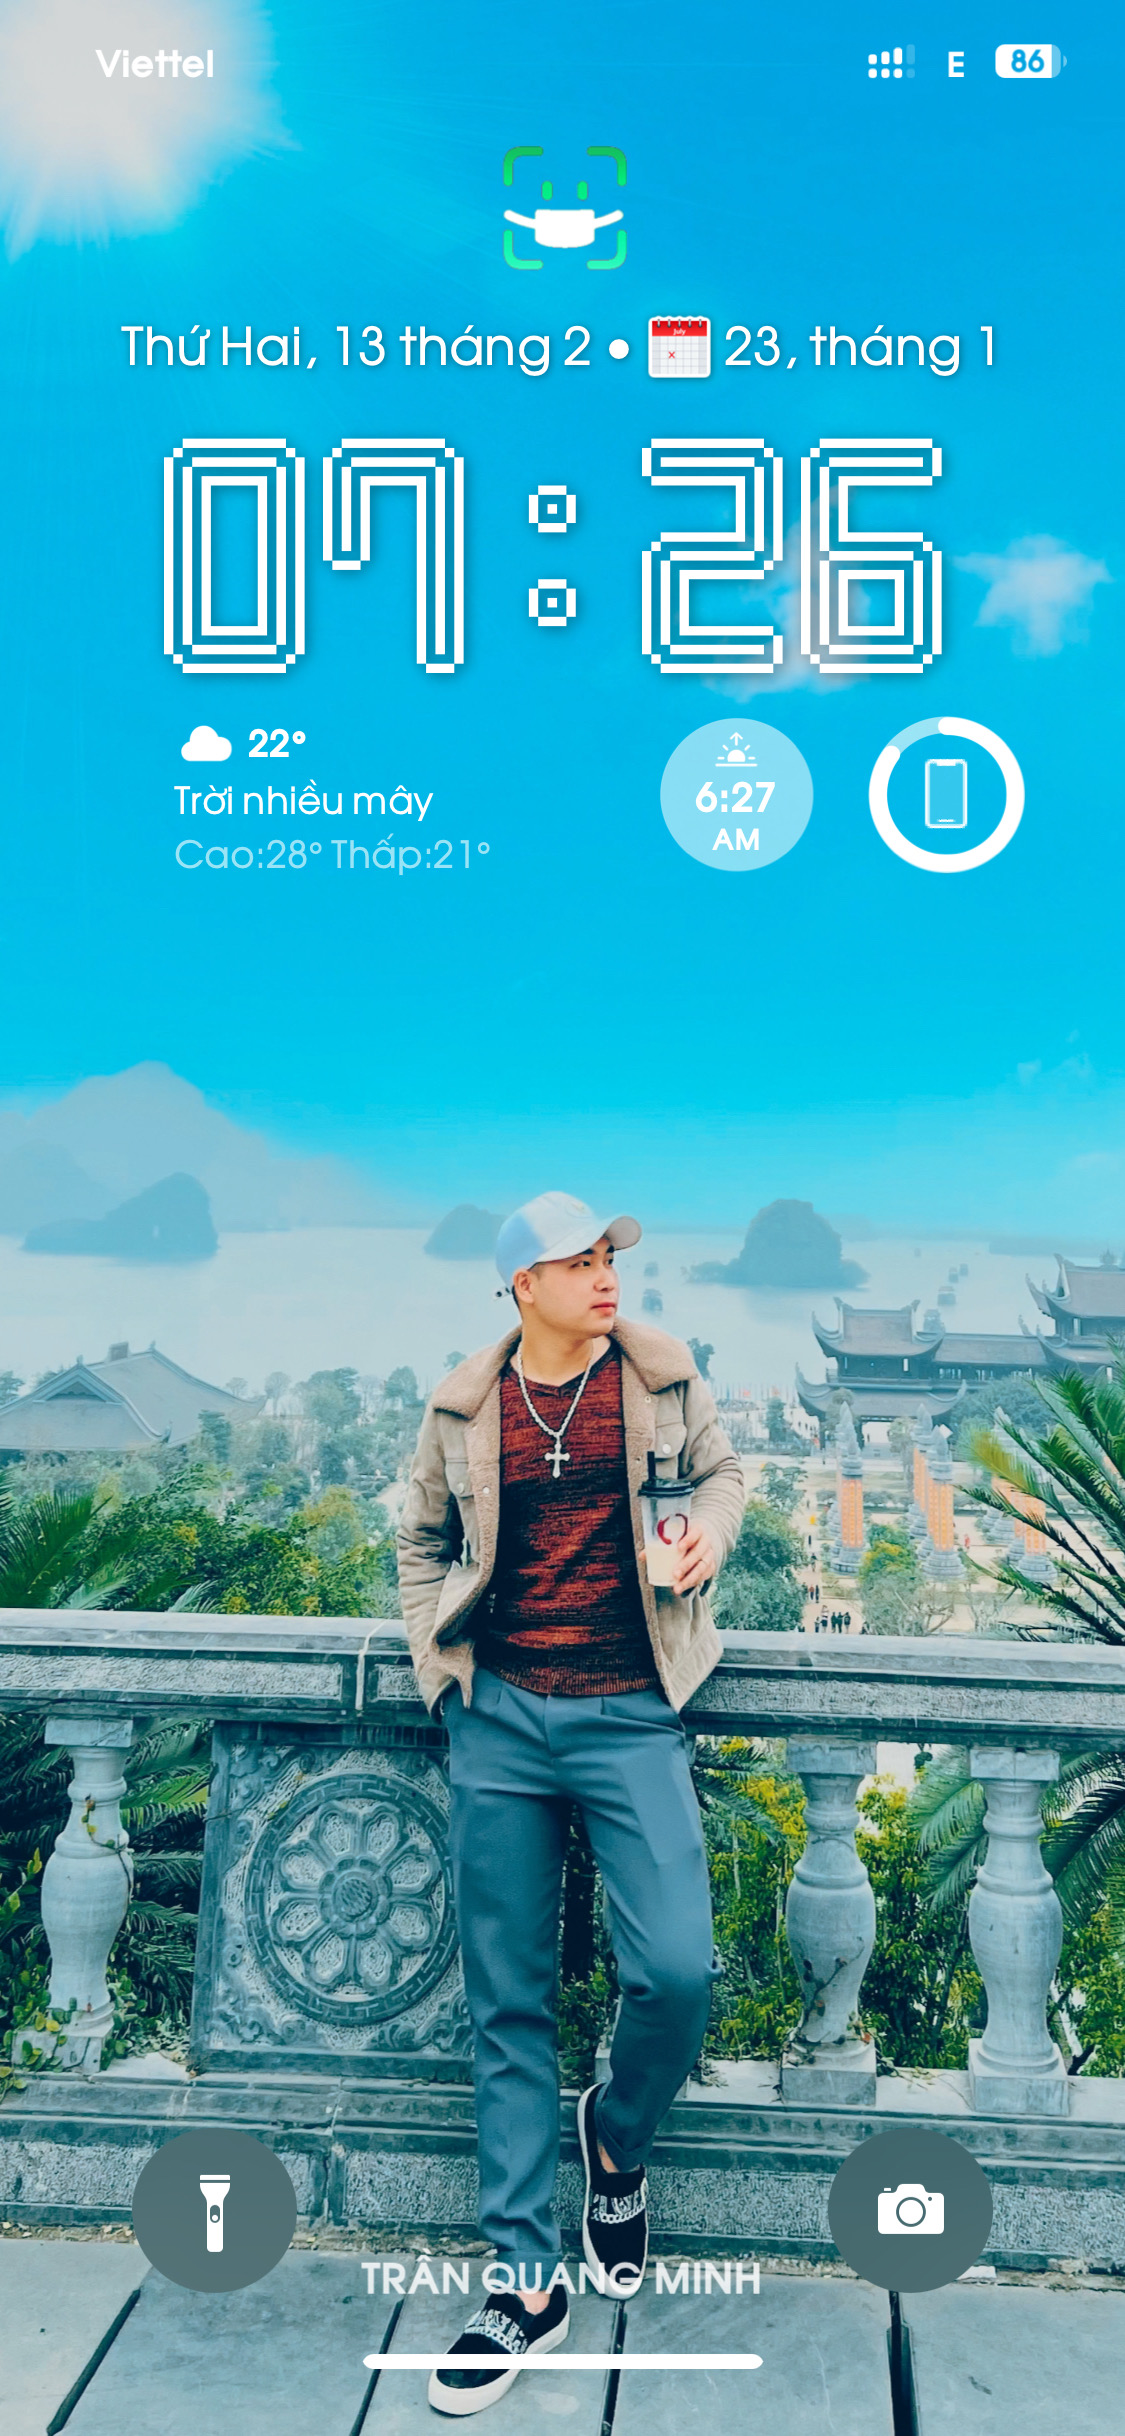 Viettel E 86
Thứ Hai, 13 tháng 2 • 23, tháng 1
July
07:26
22°
Trời nhiều mây
Cao:28° Thấp:21°
6:27
AM
TRẦN QUANG MINH